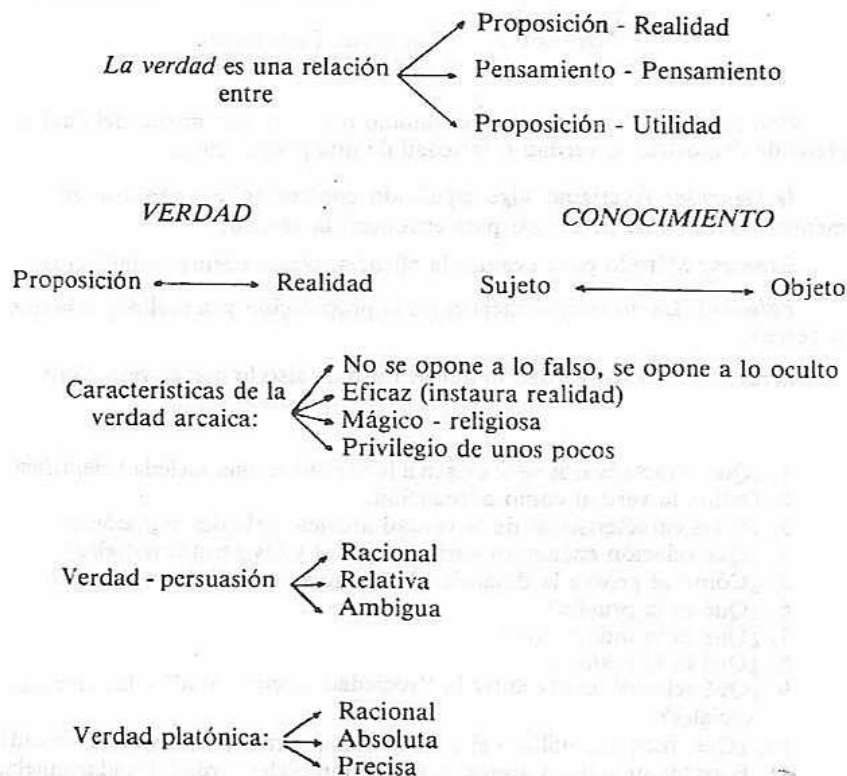 Proposición - Realidad
La verdad es una relación
entre
Pensamiento - Pensamiento
Proposición - Utilidad
VERDAD
CONOCIMIENTO
Proposición Realidad
Sujeto Objeto
Características de la
verdad arcaica:
No se opone a lo falso, se opone a lo oculto
Eficaz (instaura realidad)
Mágico - religiosa
Privilegio de unos pocos
Verdad - persuasión
Racional
Relativa
Ambigua
Verdad platónica:
Racional
Absoluta
Precisa